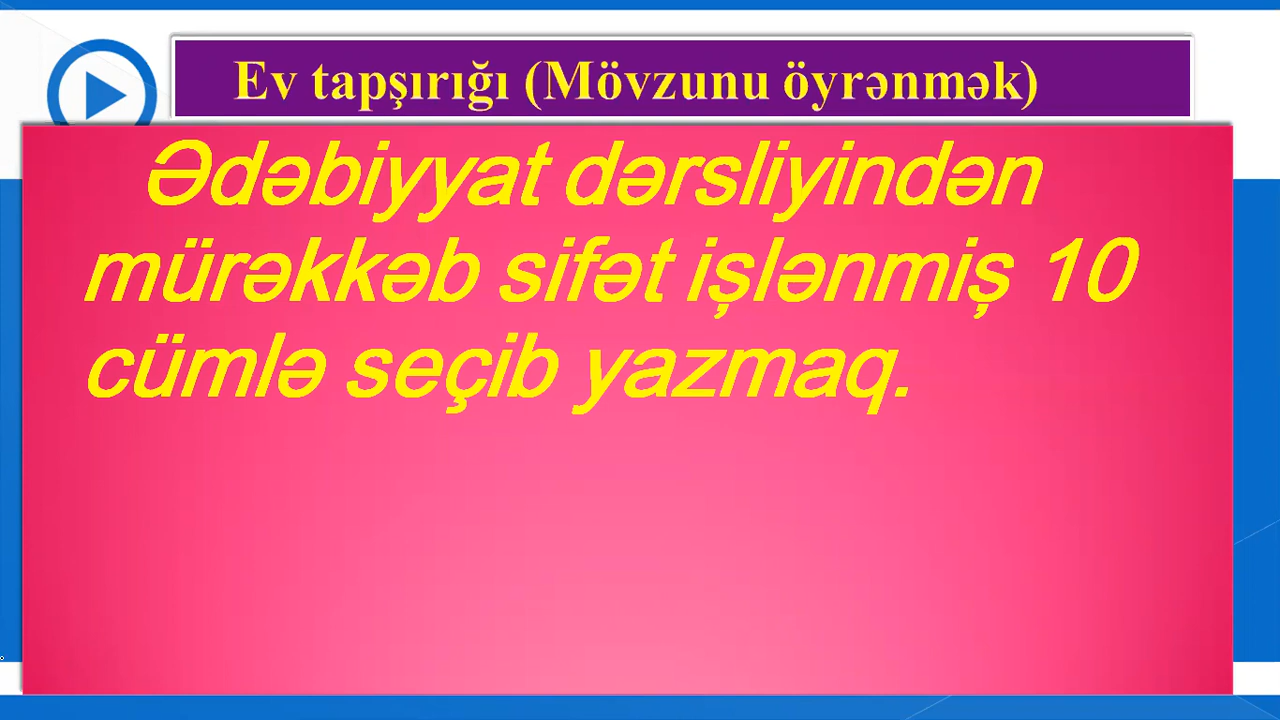 Ev tapşırığı (Mövzunu öyrənmək)
Ədəbiyyat dərsliyindən
mürəkkəb sifət işlənmiş 10
cümlə seçib yazmaq.